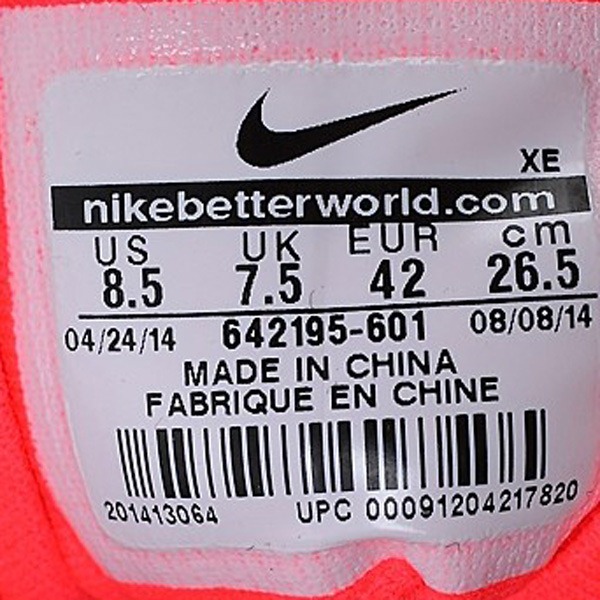 XE
nikebetterworld.com
US UK EUR cm
8.5 7.5 42 26.5
04/24/14 642195-601 08/08/14
MADE IN CHINA
FABRIQUE EN CHINE
201413064 UPC 00091204217820